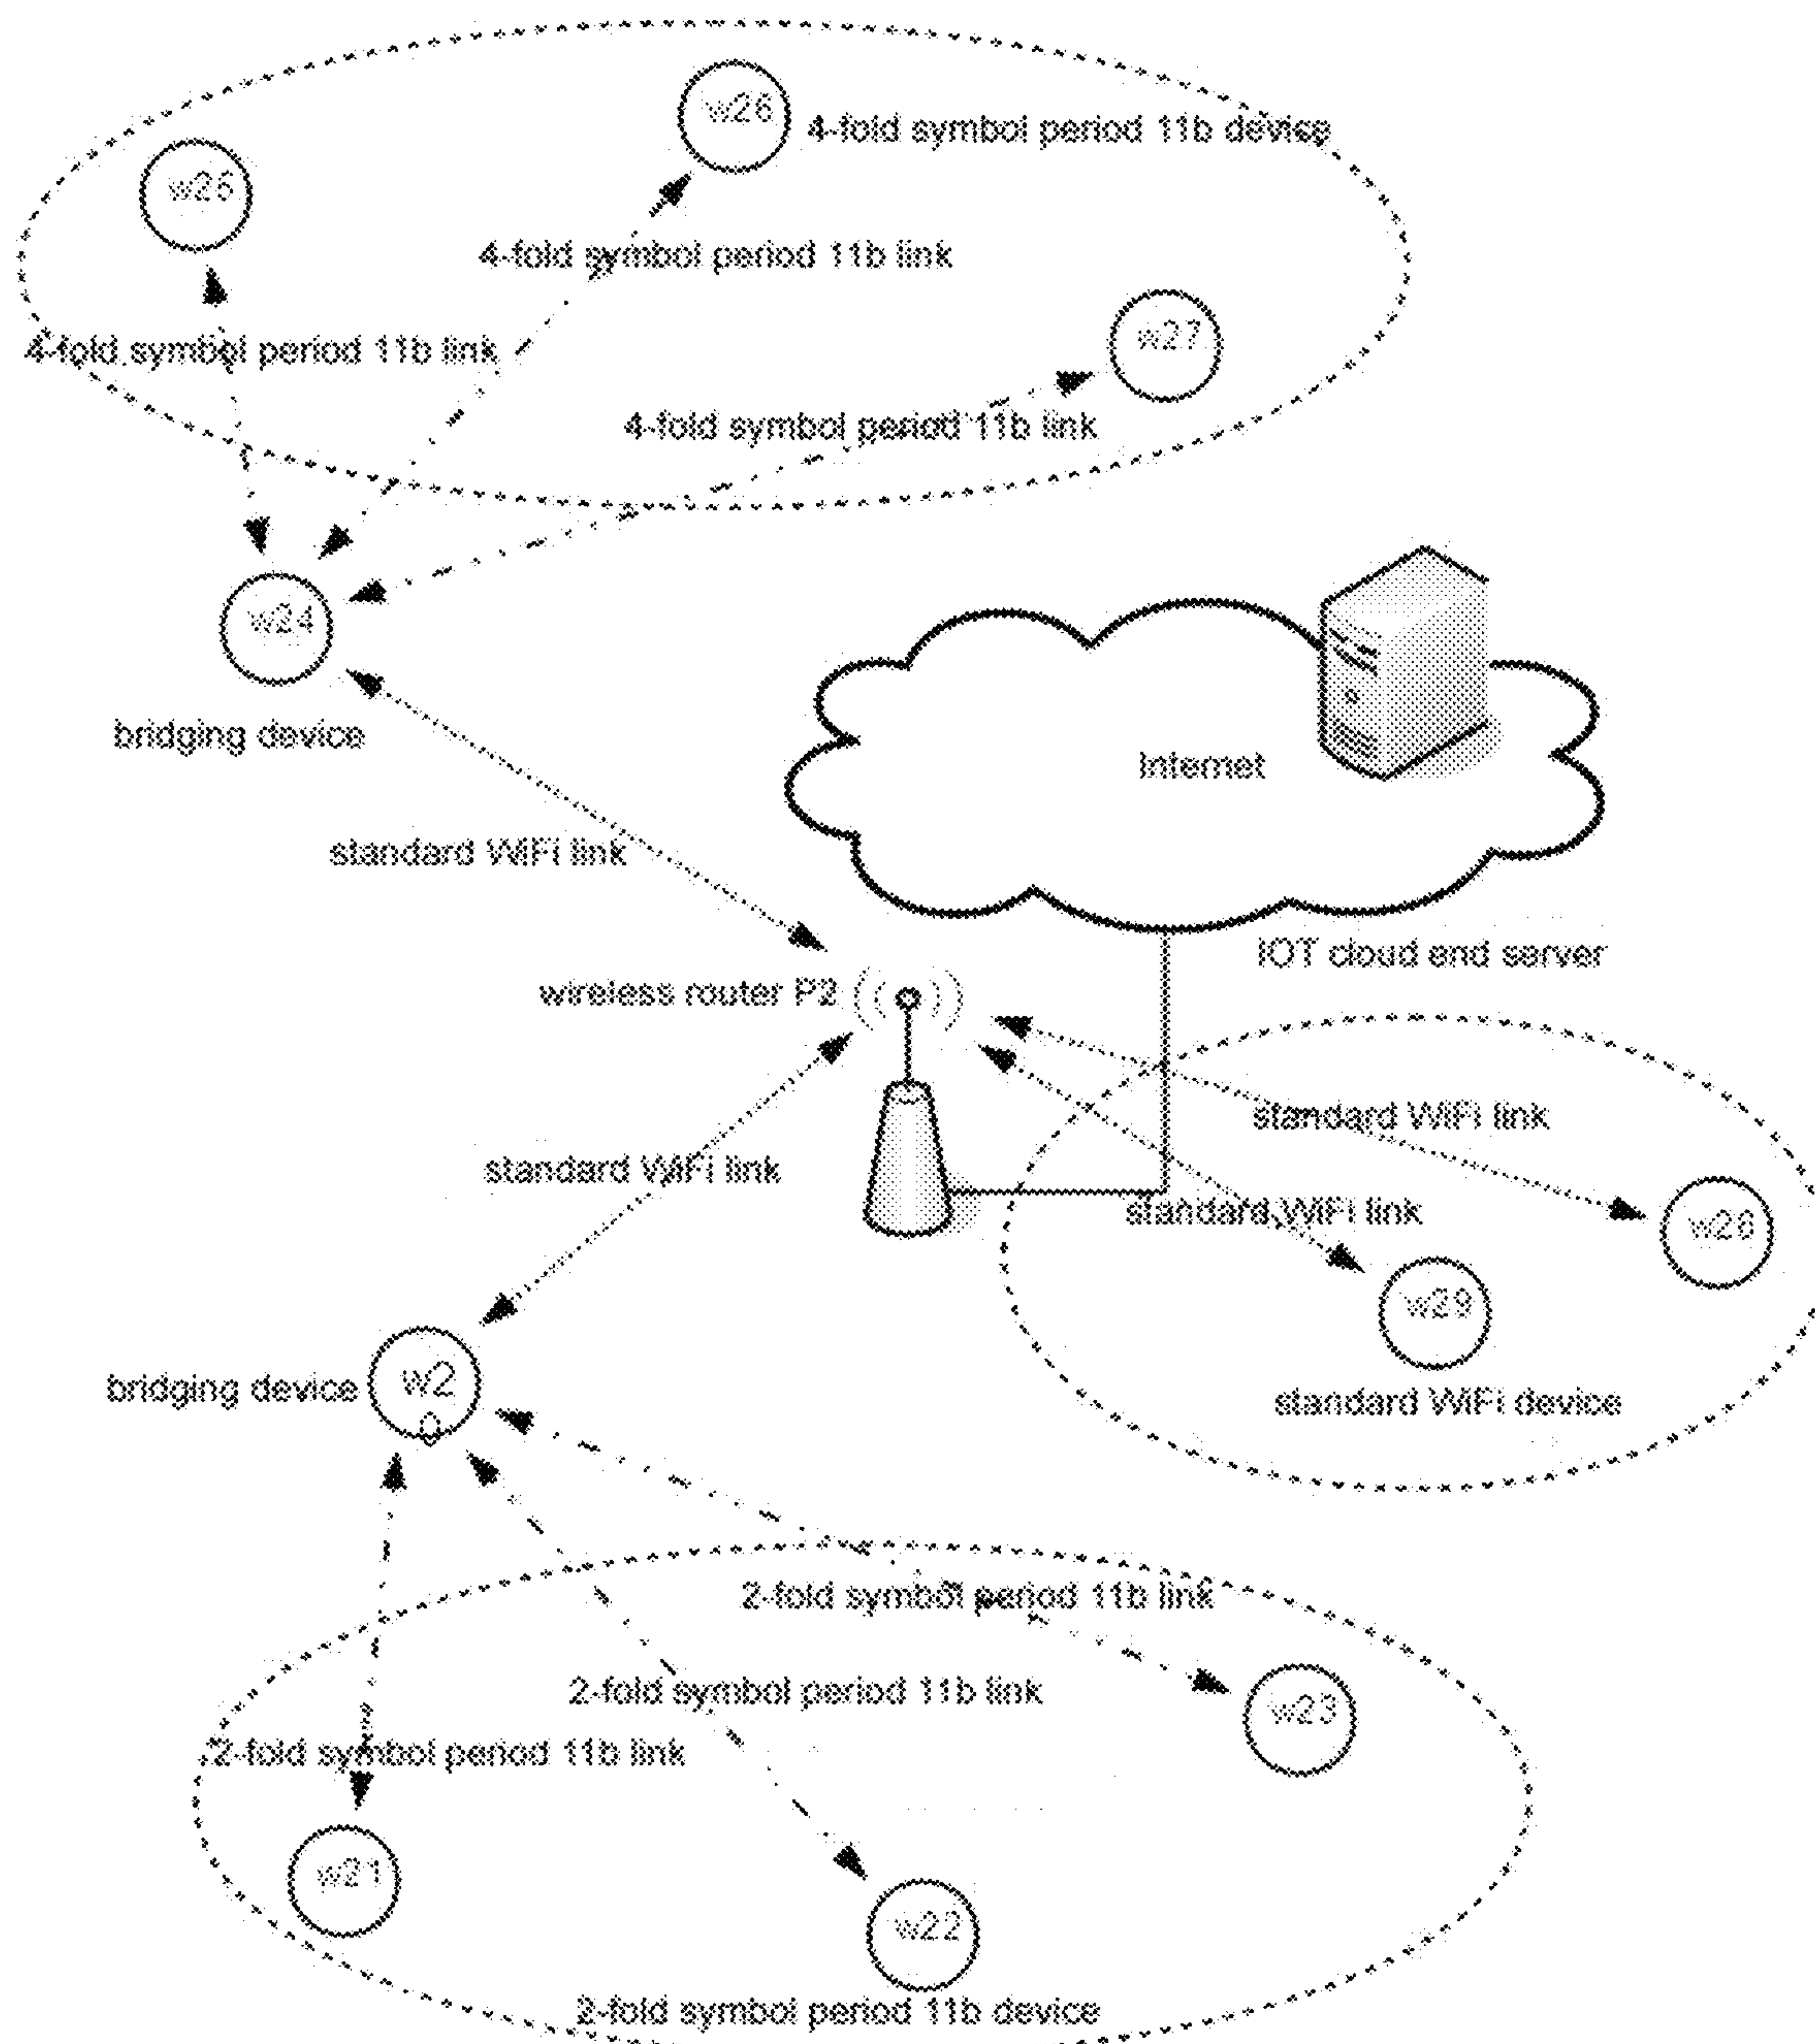 w26
4-fold symbol period 11b device
w25
4-fold symbol period 11b link
w27
4-fold symbol period 11b link
4-fold symbol period 11b link
w24
bridging device
Internet
standard WiFi link
IOT cloud end server
wireless router P2
standard WiFi link
standard WiFi link
standard WiFi link
w29
bridging device
w2
0
standard WiFi device
2-fold symbol period 11b link
2-fold symbol period 11b link
w23
2-fold symbol period 11b link
w21
w22
2-fold symbol period 11b device